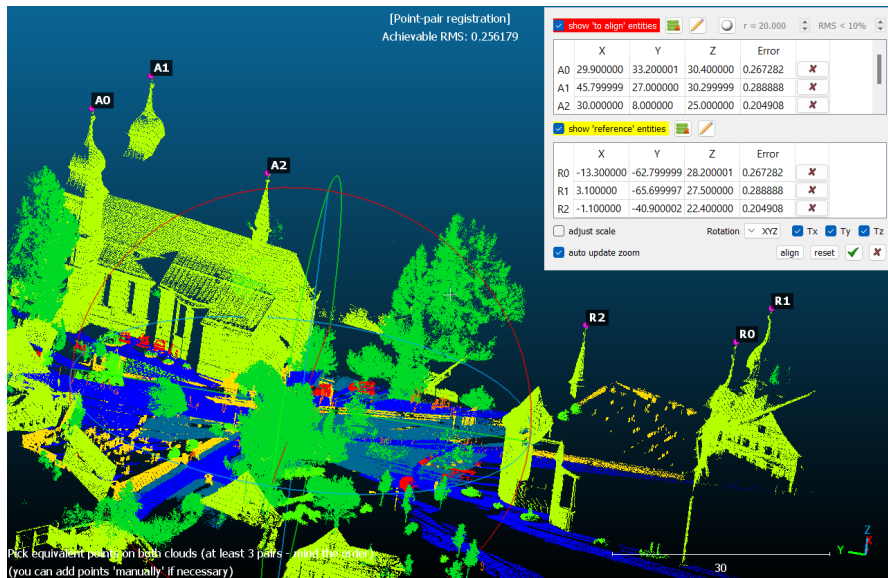 [Point-pair registration]
Achievable RMS: 0.256179
show 'to align' entities r = 20.000 RMS < 10%
X Y Z Error
A0 29.900000 33.200001 30.400000 0.267282
A1 45.799999 27.000000 30.299999 0.288888
A2 30.000000 8.000000 25.000000 0.204908
show 'reference' entities
X Y Z Error
R0 -13.300000 -62.799999 28.200001 0.267282
R1 3.100000 -65.699997 27.500000 0.288888
R2 -1.100000 -40.900002 22.400000 0.204908
adjust scale Rotation XYZ Tx Ty Tz
auto update zoom align reset
A1
A0
A2
R1
R2
R0
Pick equivalent points on both clouds (at least 3 pairs - mind the order)
(you can add points 'manually' if necessary)
30
Z
X
Y